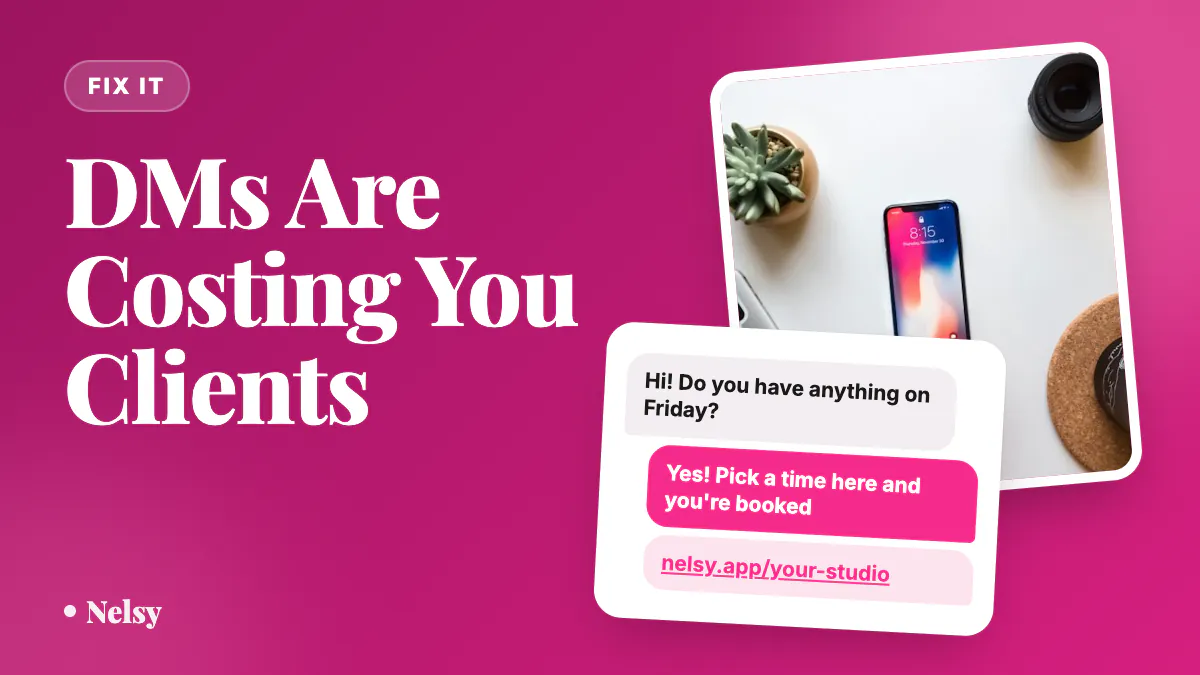 FIX IT
DMs Are
Costing You
Clients
8:15
Hi! Do you have anything on
Friday?
Yes! Pick a time here and
you're booked
nelsy.app/your-studio
Nelsy